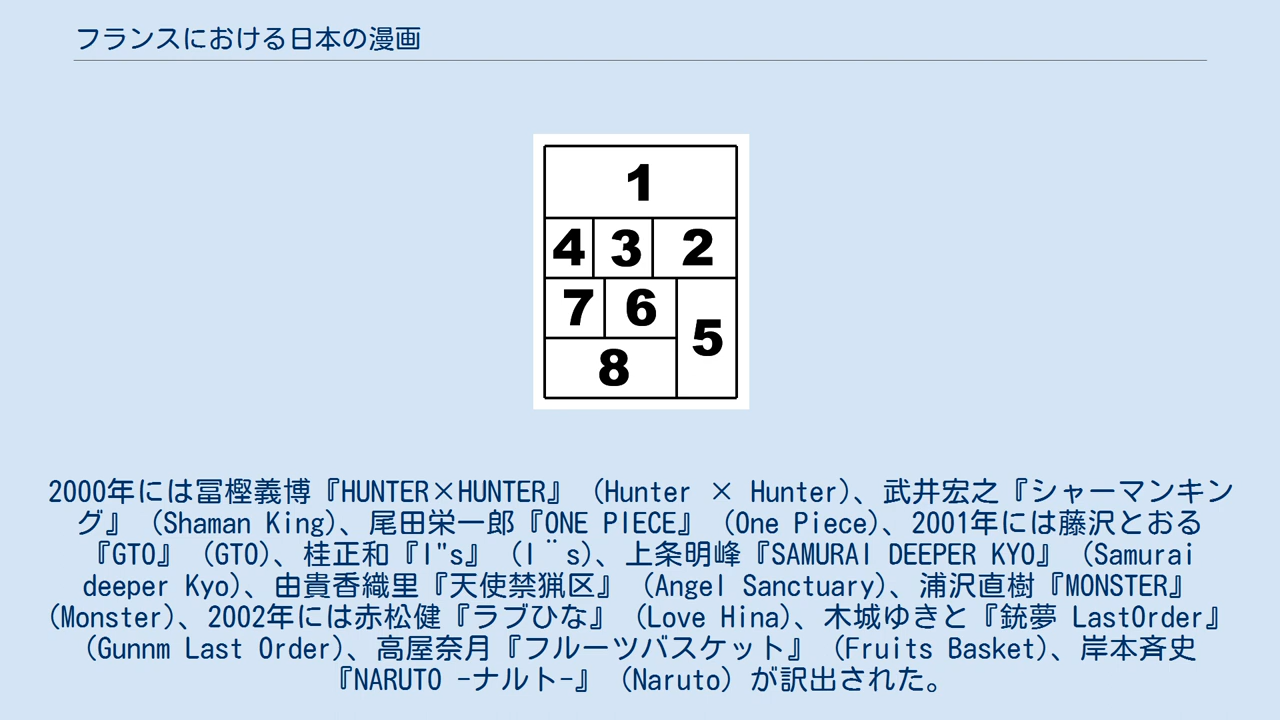 フランスにおける日本の漫画
1
4 3 2
7 6
5
8
2000年には冨樫義博『HUNTER×HUNTER』（Hunter × Hunter）、武井宏之『シャーマンキン
グ』（Shaman King）、尾田栄一郎『ONE PIECE』（One Piece）、2001年には藤沢とおる
『GTO』（GTO）、桂正和『I"s』（I¨s）、上条明峰『SAMURAI DEEPER KYO』（Samurai
deeper Kyo）、由貴香織里『天使禁猟区』（Angel Sanctuary）、浦沢直樹『MONSTER』
（Monster）、2002年には赤松健『ラブひな』（Love Hina）、木城ゆきと『銃夢 LastOrder』
（Gunnm Last Order）、高屋奈月『フルーツバスケット』（Fruits Basket）、岸本斉史
『NARUTO -ナルト-』（Naruto）が訳出された。